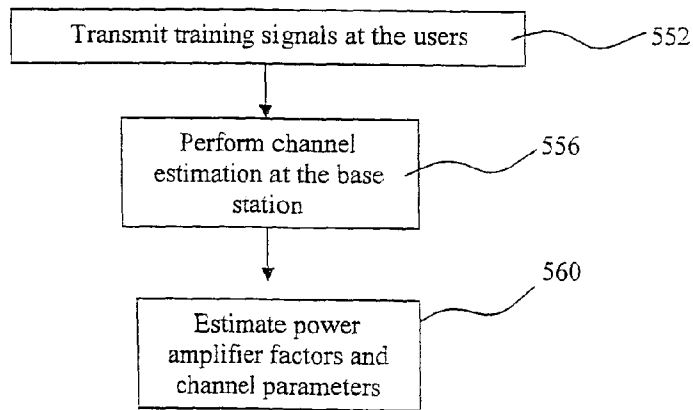 Transmit training signals at the users
552
Perform channel
estimation at the base
station
556
560
Estimate power
amplifier factors and
channel parameters